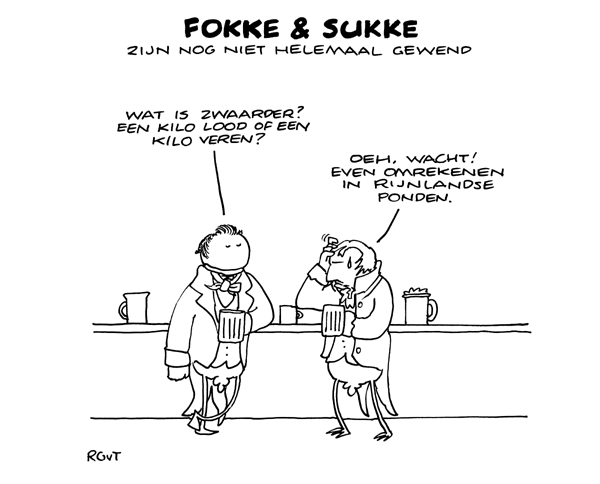 FOKKE & SUKKE
ZIJN NOG NIET HELEMAAL GEWEND
WAT IS ZWAARDER?
EEN KILO LOOD OF EEN
KILO VEREN?
OEH, WACHT!
EVEN OMREKENEN
IN RIJNLANDSE
PONDEN.
RGvT